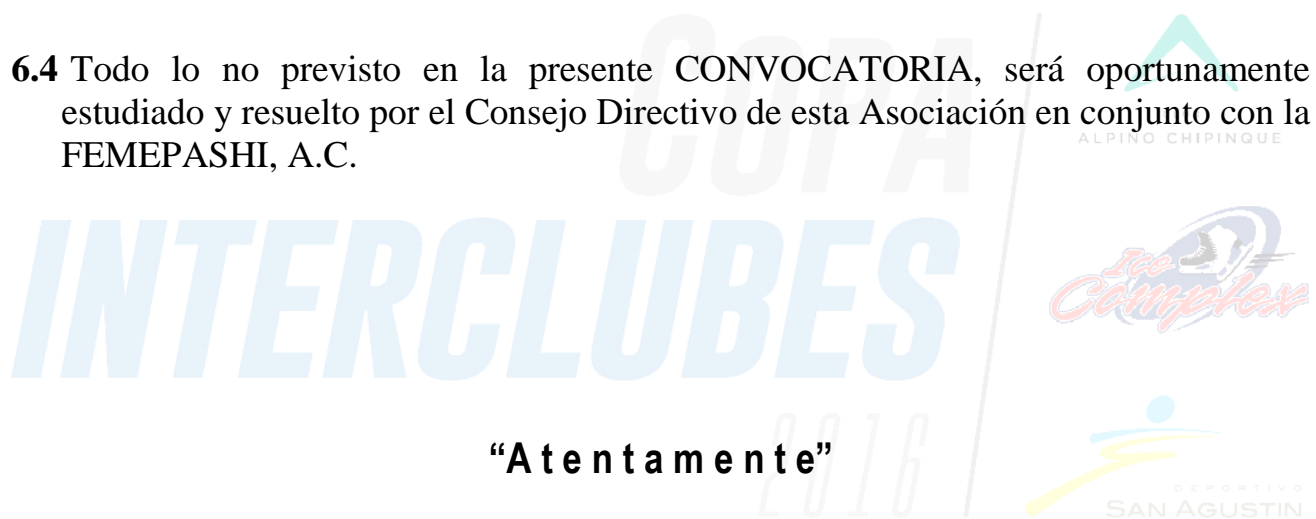 COPA
6.4 Todo lo no previsto en la presente CONVOCATORIA, será oportunamente
estudiado y resuelto por el Consejo Directivo de esta Asociación en conjunto con la
FEMEPASHI, A.C.
ALPINO CHIPINQUE
INTERCLUBES
Ice
Complex
2016
“A t e n t a m e n t e”
DEPORTIVO
SAN AGUSTIN